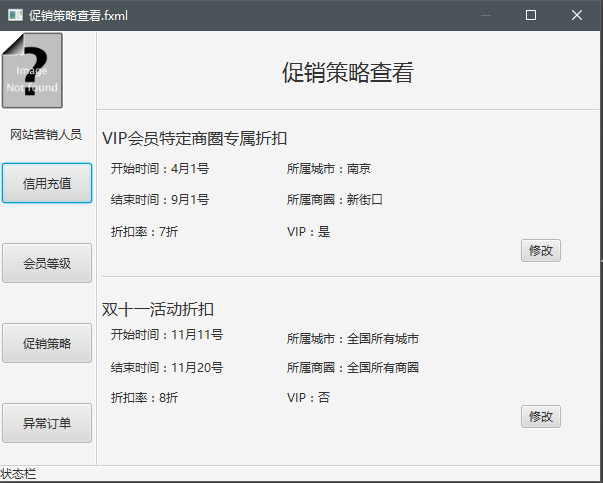 促销策略查看.fxml
Image
Not found
网站营销人员
信用充值
会员等级
促销策略
异常订单
促销策略查看
VIP会员特定商圈专属折扣
开始时间：4月1号
所属城市：南京
结束时间：9月1号
所属商圈：新街口
折扣率：7折
VIP：是
修改
双十一活动折扣
开始时间：11月11号
所属城市：全国所有城市
结束时间：11月20号
所属商圈：全国所有商圈
折扣率：8折
VIP：否
修改
状态栏